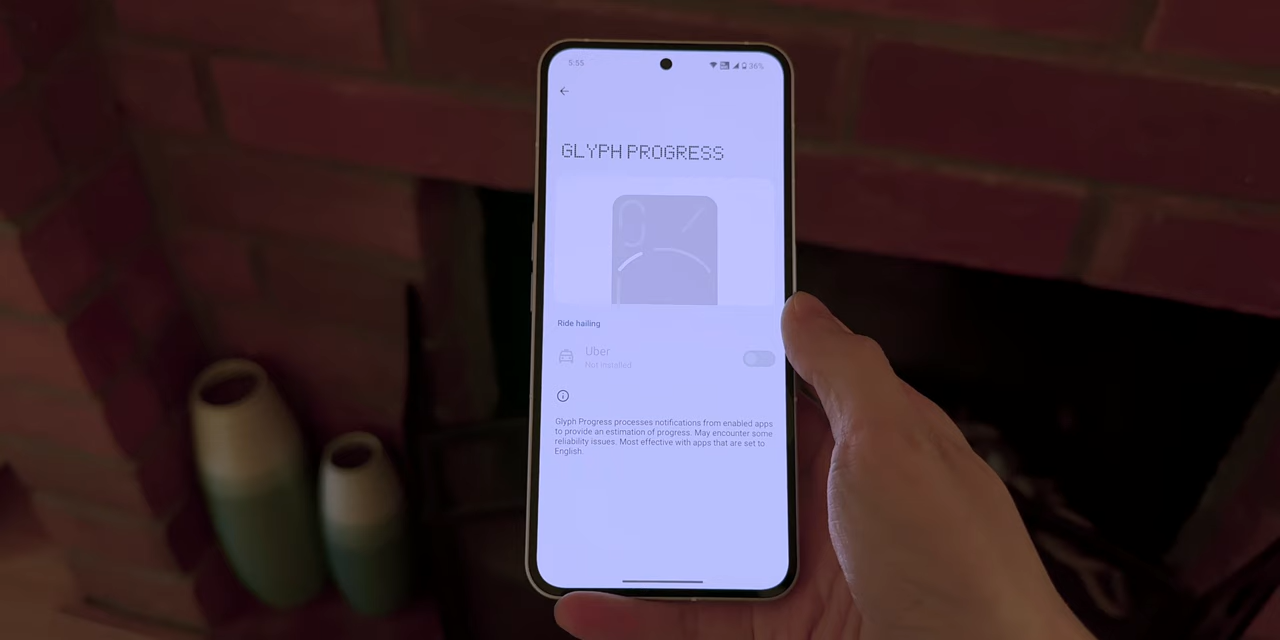 5:55
36%
GLYPH PROGRESS
Ride hailing
Uber
Not installed
Glyph Progress processes notifications from enabled apps
to provide an estimation of progress. May encounter some
reliability issues. Most effective with apps that are set to
English.